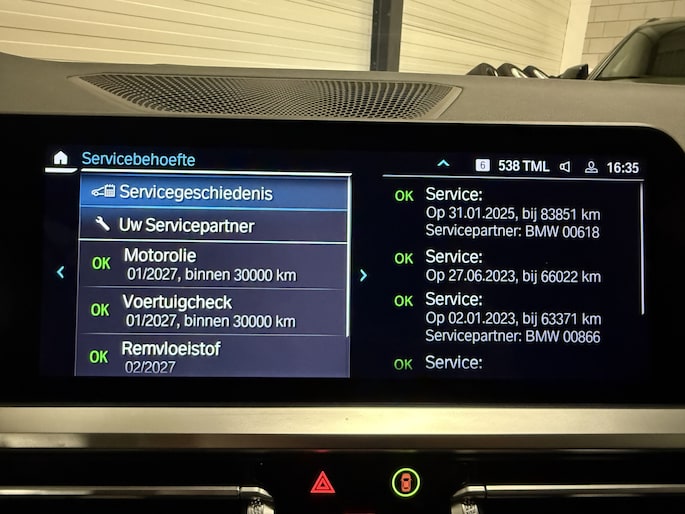 Servicebehoefte
6 538 TML 16:35
Servicegeschiedenis
Uw Servicepartner
OK Motorolie
01/2027, binnen 30000 km
OK Voertuigcheck
01/2027, binnen 30000 km
OK Remvloeistof
02/2027
OK Service:
Op 31.01.2025, bij 83851 km
Servicepartner: BMW 00618
OK Service:
Op 27.06.2023, bij 66022 km
OK Service:
Op 02.01.2023, bij 63371 km
Servicepartner: BMW 00866
OK Service: